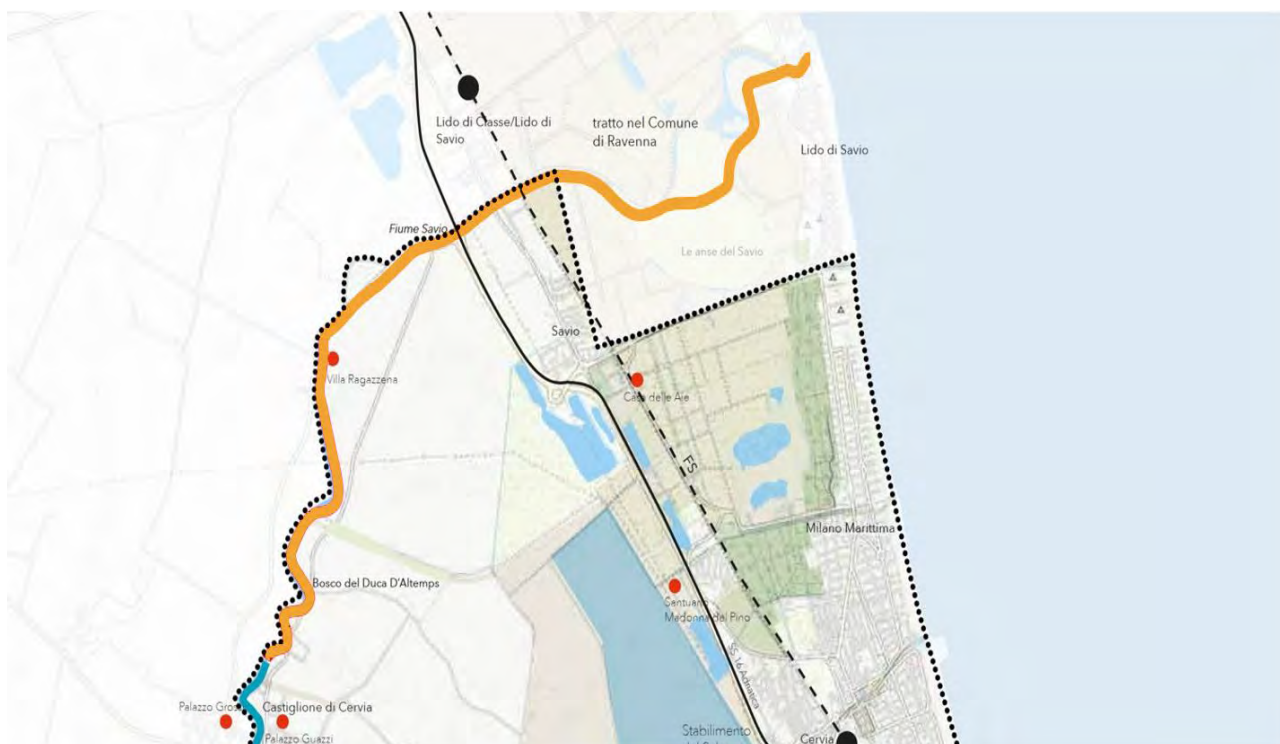 Lido di Classe/Lido di
Savio
tratto nel Comune
di Ravenna
Lido di Savio
Fiume Savio
Le anse del Savio
Savio
Villa Ragazzena
Casa delle Aie
FS
Milano Marittima
Bosco del Duca D'Altemps
Santuario
Madonna del Pino
SS 16 Adriatica
Palazzo
Castiglione di Cervia
Palazzo Guazzi
Stabilimento
Cervia